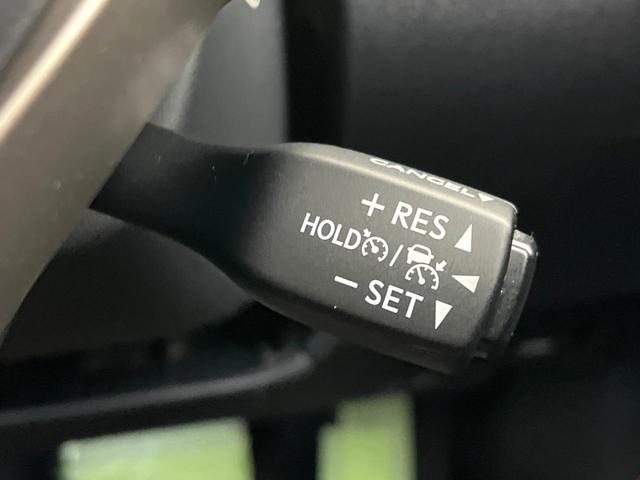 CANCEL
+ RES
HOLD /
− SET